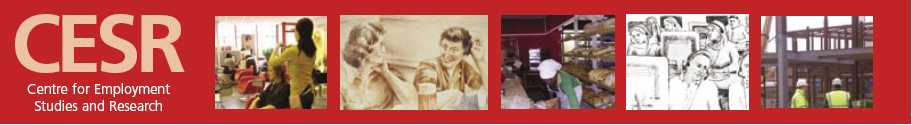 CESR
Centre for Employment
Studies and Research